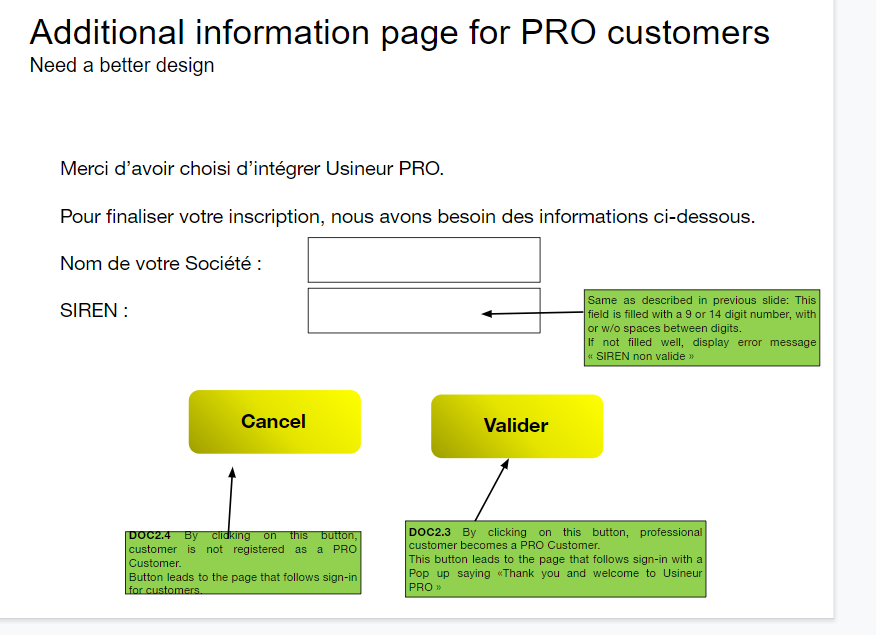 Additional information page for PRO customers
Need a better design
Merci d’avoir choisi d’intégrer Usineur PRO.
Pour finaliser votre inscription, nous avons besoin des informations ci-dessous.
Nom de votre Société :
SIREN :
Same as described in previous slide: This
field is filled with a 9 or 14 digit number, with
or w/o spaces between digits.
If not filled well, display error message
« SIREN non valide »
Cancel
Valider
DOC2.4 By clicking on this button,
customer is not registered as a PRO
Customer.
Button leads to the page that follows sign-in
for customers.
DOC2.3 By clicking on this button, professional
customer becomes a PRO Customer.
This button leads to the page that follows sign-in with a
Pop up saying «Thank you and welcome to Usineur
PRO »